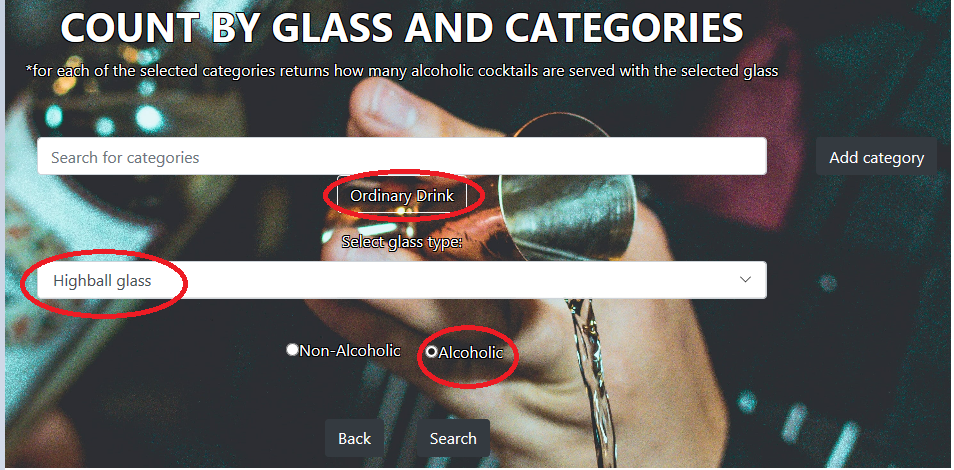 COUNT BY GLASS AND CATEGORIES
*for each of the selected categories returns how many alcoholic cocktails are served with the selected glass
Search for categories
Add category
Ordinary Drink
Select glass type:
Highball glass
Non-Alcoholic Alcoholic
Back Search